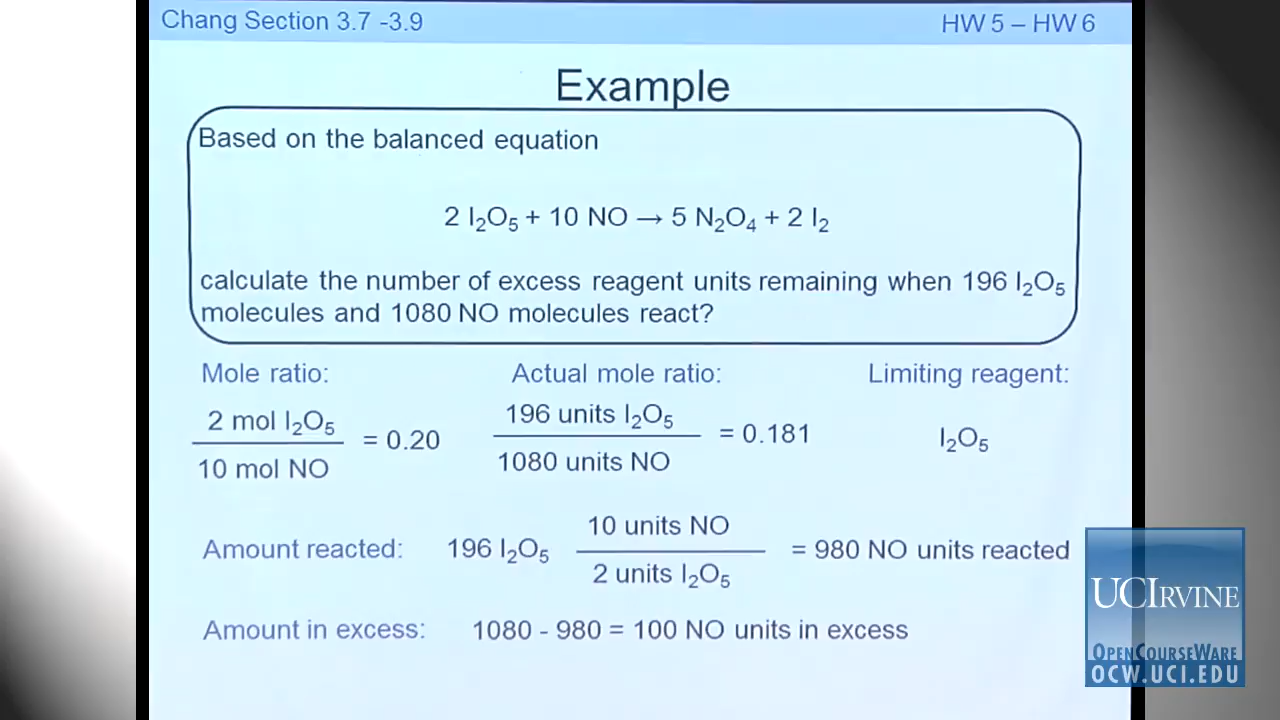 Chang Section 3.7 -3.9
HW 5 – HW 6
Example
Based on the balanced equation
2 I₂O₅ + 10 NO → 5 N₂O₄ + 2 I₂
calculate the number of excess reagent units remaining when 196 I₂O₅
molecules and 1080 NO molecules react?
Mole ratio:
2 mol I₂O₅
10 mol NO
= 0.20
Actual mole ratio:
196 units I₂O₅
1080 units NO
= 0.181
Limiting reagent:
I₂O₅
Amount reacted:
196 I₂O₅
10 units NO
2 units I₂O₅
= 980 NO units reacted
Amount in excess:
1080 - 980 = 100 NO units in excess
UCIRVINE
OPENCOURSEWARE
OCW.UCI.EDU